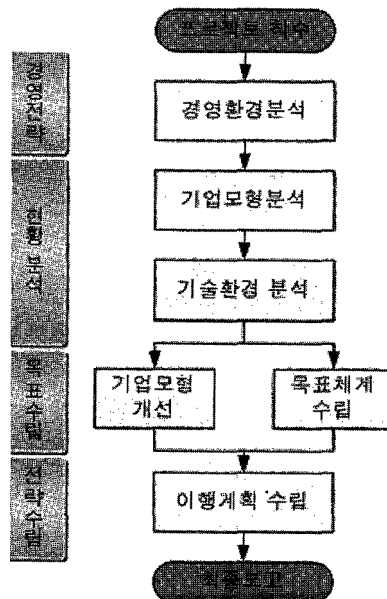 프로젝트 착수
경영전략
경영환경분석
기업모형분석
현황 분석
기술환경 분석
목표수립
기업모형
개선
목표체계
수립
전략수립
이행계획 수립
최종보고